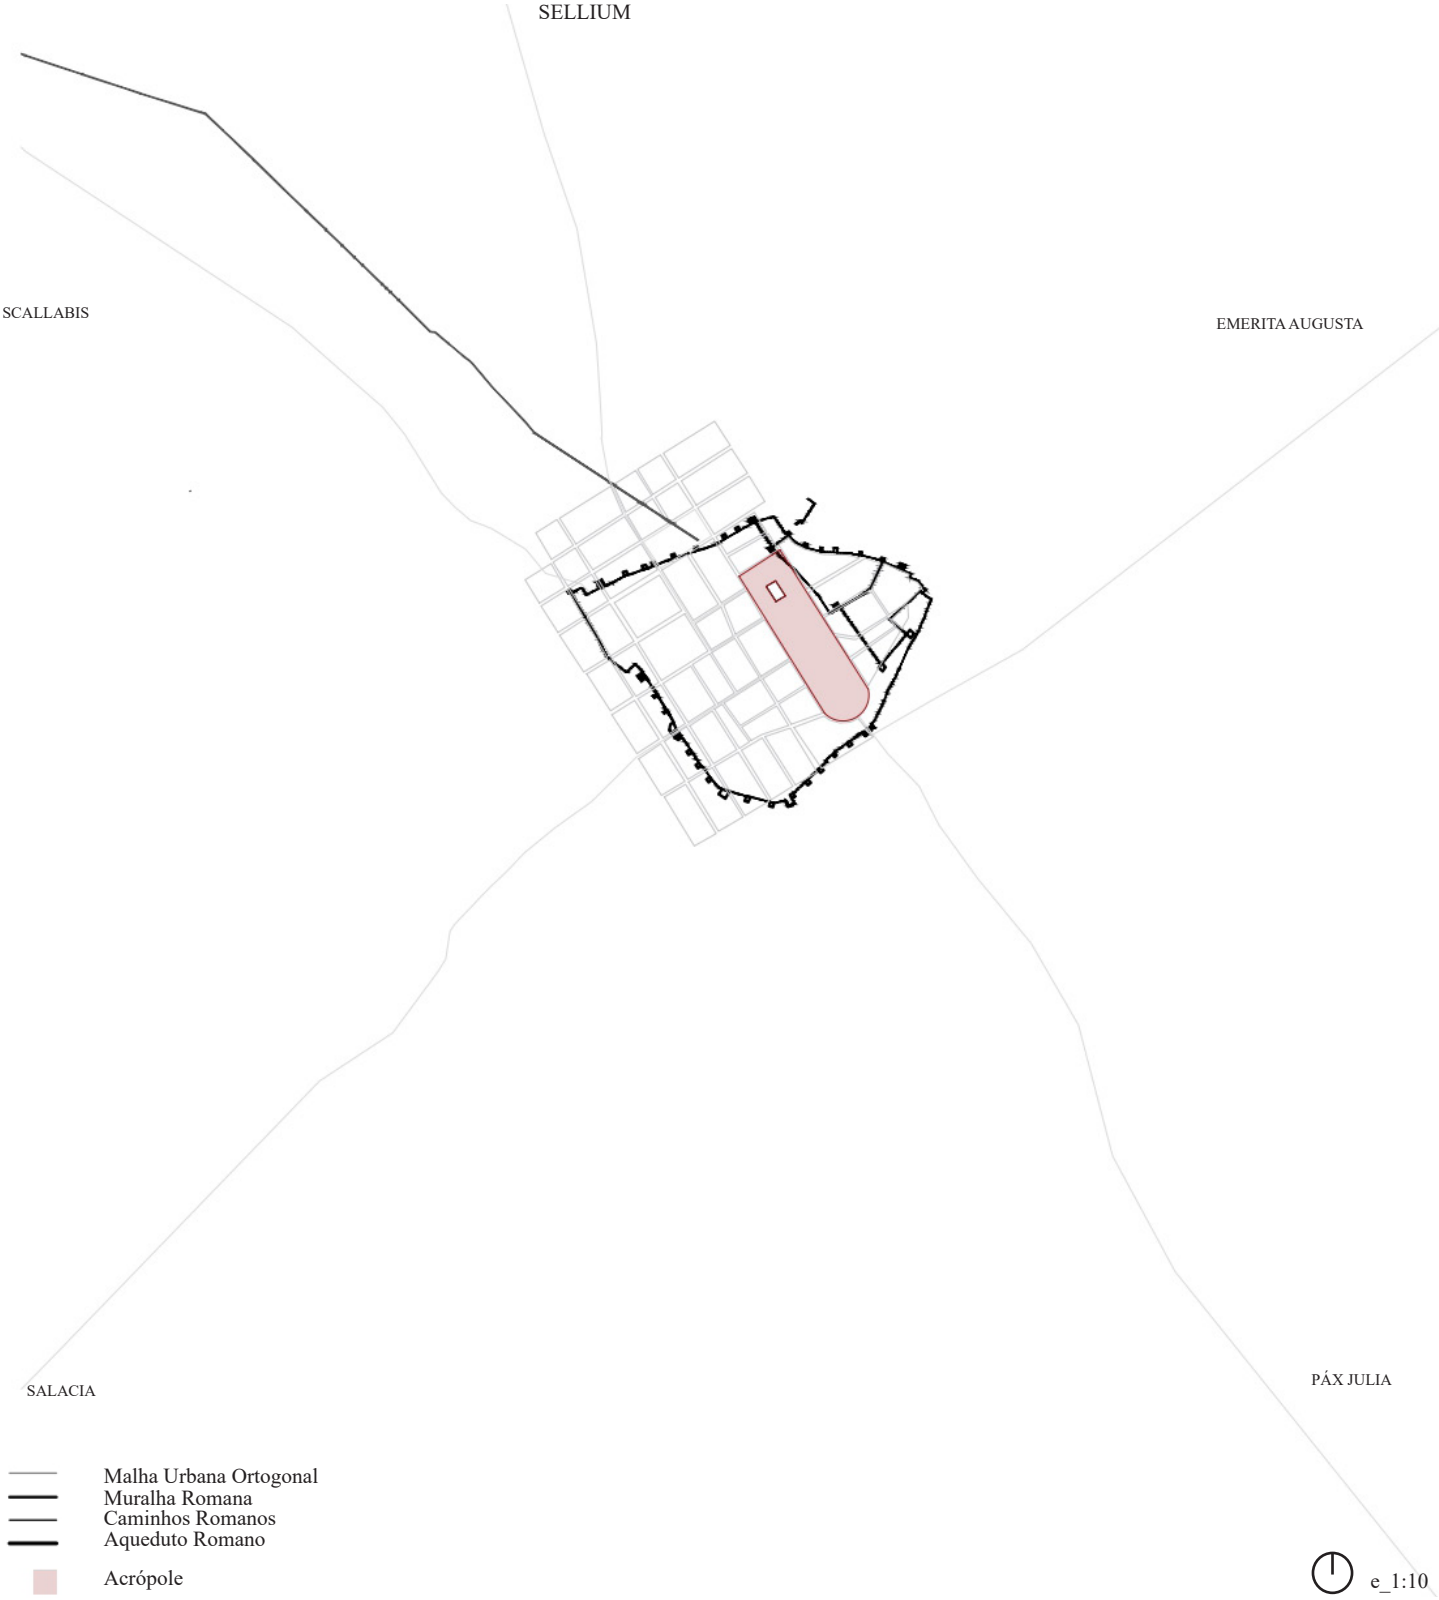 SELLIUM
SCALLABIS
EMERITA AUGUSTA
SALACIA
PÁX JULIA
Malha Urbana Ortogonal
Muralha Romana
Caminhos Romanos
Aqueduto Romano
Acrópole
e_1:10